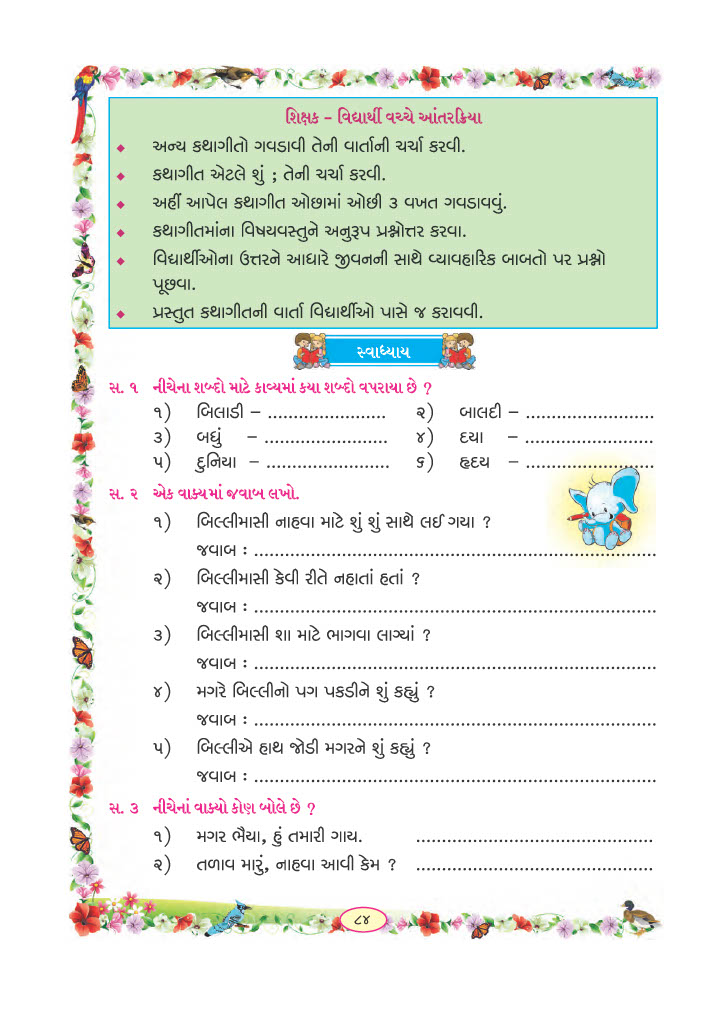 શિક્ષક – વિદ્યાર્થી વચ્ચે આંતરક્રિયા
◆ અન્ય કથાગીતો ગવડાવી તેની વાર્તાની ચર્ચા કરવી.
◆ કથાગીત એટલે શું ; તેની ચર્ચા કરવી.
◆ અહીં આપેલ કથાગીત ઓછામાં ઓછી ૩ વખત ગવડાવવું.
◆ કથાગીતમાંના વિષયવસ્તુને અનુરૂપ પ્રશ્નોત્તર કરવા.
◆ વિદ્યાર્થીઓના ઉત્તરને આધારે જીવનની સાથે વ્યાવહારિક બાબતો પર પ્રશ્નો
પૂછવા.
◆ પ્રસ્તુત કથાગીતની વાર્તા વિદ્યાર્થીઓ પાસે જ કરાવવી.
સ્વાધ્યાય
સ. ૧ નીચેના શબ્દો માટે કાવ્યમાં કયા શબ્દો વપરાયા છે ?
૧) બિલાડી – ....................... ૨) બાલદી – .........................
૩) બધું – ........................ ૪) દયા – .........................
૫) દુનિયા – ........................ ૬) હૃદય – .........................
સ. ૨ એક વાક્યમાં જવાબ લખો.
૧) બિલ્લીમાસી નાહવા માટે શું શું સાથે લઈ ગયા ?
જવાબ : ................................................................................
૨) બિલ્લીમાસી કેવી રીતે નહાતાં હતાં ?
જવાબ : ................................................................................
૩) બિલ્લીમાસી શા માટે ભાગવા લાગ્યાં ?
જવાબ : ................................................................................
૪) મગરે બિલ્લીનો પગ પકડીને શું કહ્યું ?
જવાબ : ................................................................................
૫) બિલ્લીએ હાથ જોડી મગરને શું કહ્યું ?
જવાબ : ................................................................................
સ. ૩ નીચેનાં વાક્યો કોણ બોલે છે ?
૧) મગર ભૈયા, હું તમારી ગાય. ..............................................
૨) તળાવ મારું, નાહવા આવી કેમ ? ..............................................
૮૪